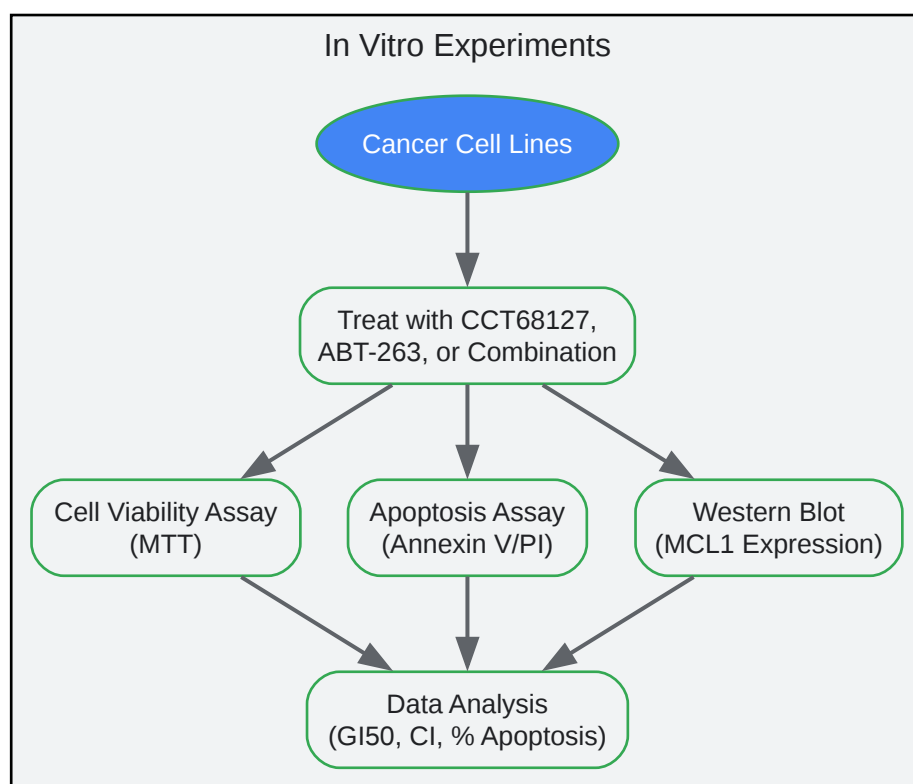 In Vitro Experiments
Cancer Cell Lines
Treat with CCT68127,
ABT-263, or Combination
Cell Viability Assay
(MTT)
Apoptosis Assay
(Annexin V/PI)
Western Blot
(MCL1 Expression)
Data Analysis
(GI50, CI, % Apoptosis)